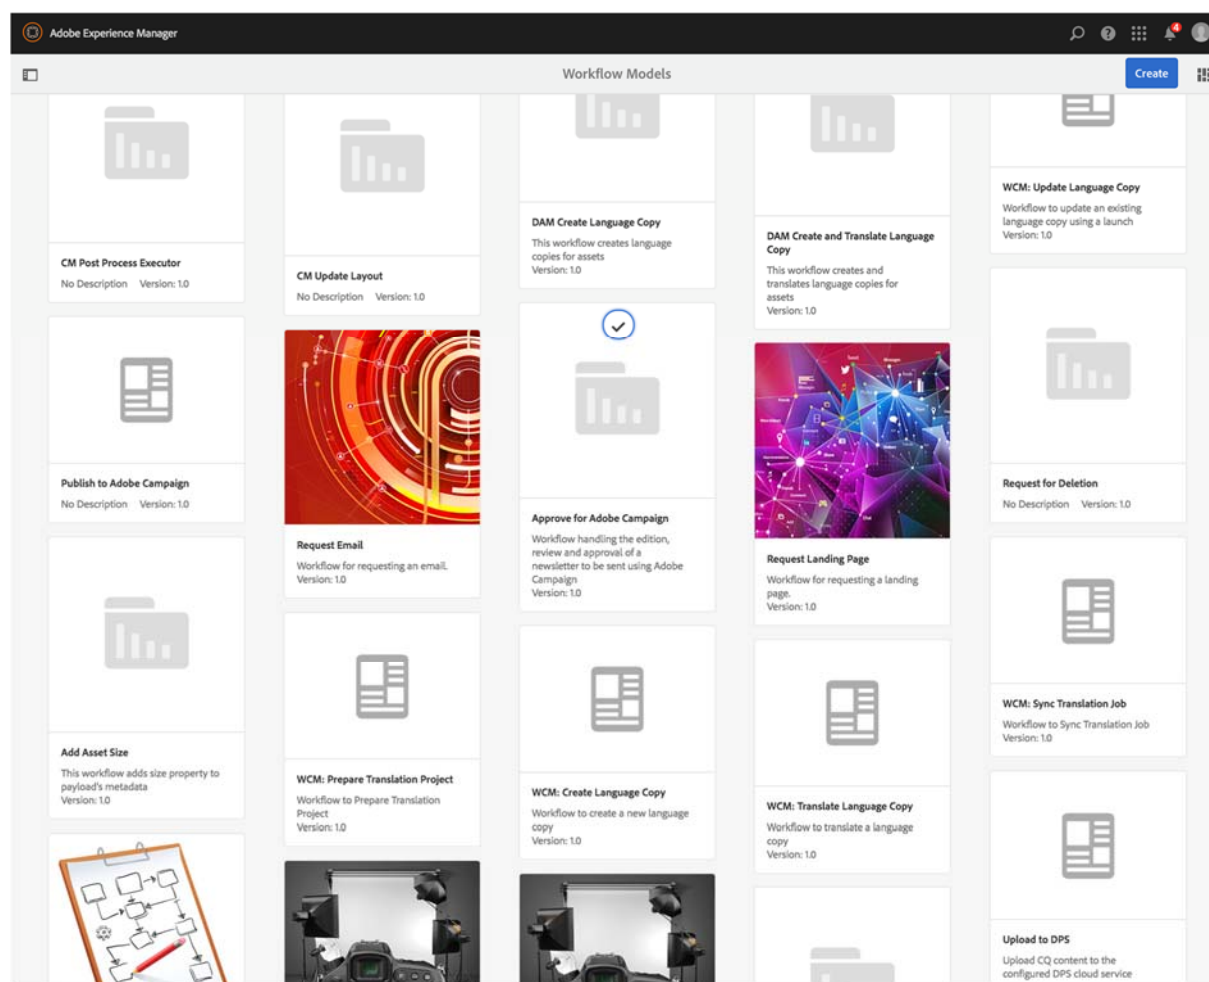 Adobe Experience Manager
4
Workflow Models
Create
CM Post Process Executor
No Description Version: 1.0
Publish to Adobe Campaign
No Description Version: 1.0
Add Asset Size
This workflow adds size property to
payload's metadata
Version: 1.0
CM Update Layout
No Description Version: 1.0
Request Email
Workflow for requesting an email.
Version: 1.0
WCM: Prepare Translation Project
Workflow to Prepare Translation
Project
Version: 1.0
DAM Create Language Copy
This workflow creates language
copies for assets
Version: 1.0
Approve for Adobe Campaign
Workflow handling the edition,
review and approval of a
newsletter to be sent using Adobe
Campaign
Version: 1.0
WCM: Create Language Copy
Workflow to create a new language
copy
Version: 1.0
DAM Create and Translate Language
Copy
This workflow creates and
translates language copies for
assets
Version: 1.0
Request Landing Page
Workflow for requesting a landing
page.
Version: 1.0
WCM: Translate Language Copy
Workflow to translate a language
copy
Version: 1.0
WCM: Update Language Copy
Workflow to update an existing
language copy using a launch
Version: 1.0
Request for Deletion
No Description Version: 1.0
WCM: Sync Translation Job
Workflow to Sync Translation Job
Version: 1.0
Upload to DPS
Upload CQ content to the
configured DPS cloud service